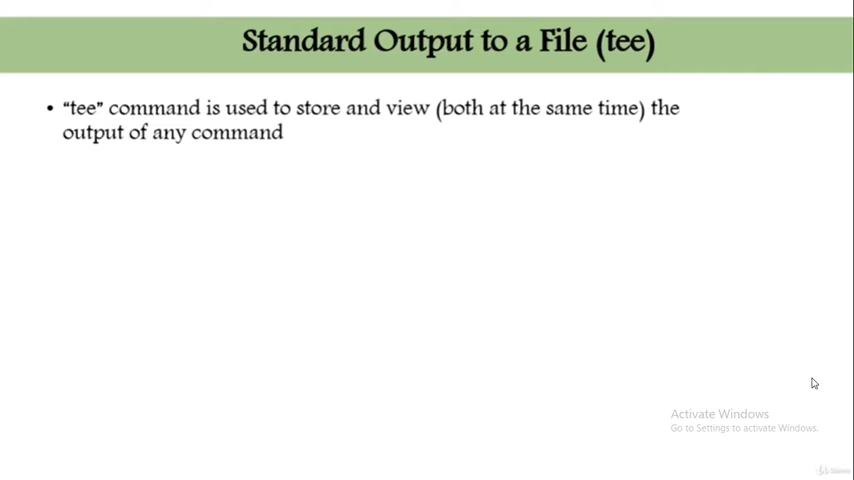 Standard Output to a File (tee)
• “tee” command is used to store and view (both at the same time) the
output of any command
Activate Windows
Go to Settings to activate Windows.